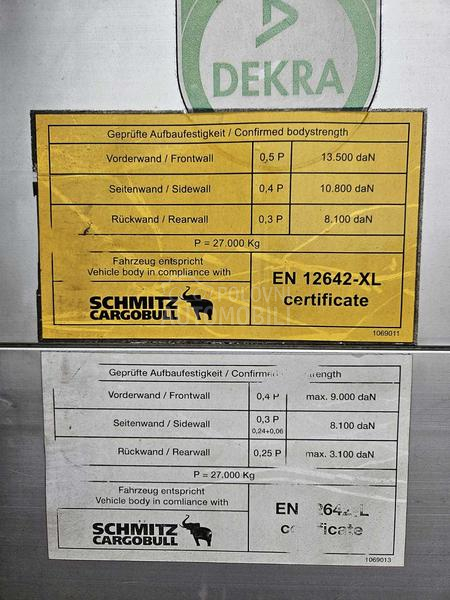 DEKRA
Geprüfte Aufbaufestigkeit / Confirmed bodystrength
Vorderwand / Frontwall 0,5 P 13.500 daN
Seitenwand / Sidewall 0,4 P 10.800 daN
Rückwand / Rearwall 0,3 P 8.100 daN
P = 27.000 Kg
Fahrzeug entspricht
Vehicle body in compliance with
EN 12642-XL
certificate
SCHMITZ
CARGOBULL
POLOVNI
AUTOMOBILI
1069011
Geprüfte Aufbaufestigkeit /
Vorderwand / Frontwall 0,4 P max. 9.000 daN
Seitenwand / Sidewall 0,3 P 8.100 daN
0,24+0,06
Rückwand / Rearwall 0,25 P max. 3.100 daN
P = 27.000 Kg
Fahrzeug entspricht
Vehicle body in compliance with
EN
SCHMITZ
CARGOBULL
1069013